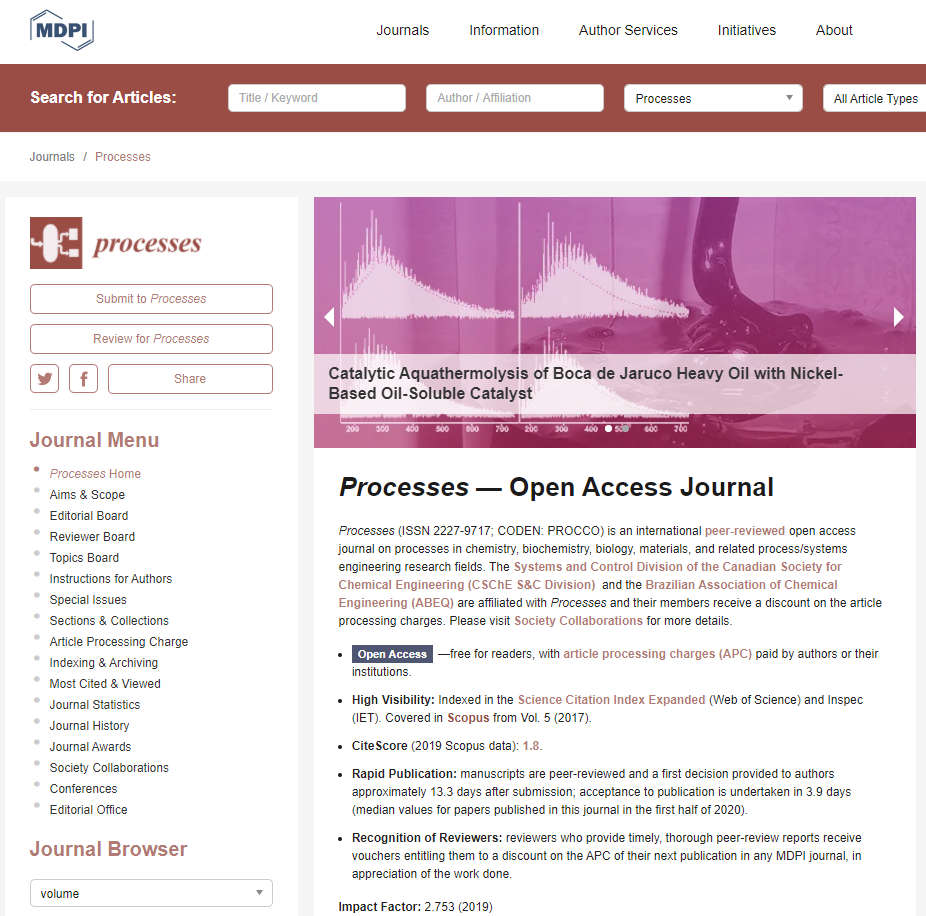 MDPI
Journals Information Author Services Initiatives About
Search for Articles: Title / Keyword Author / Affiliation Processes All Article Types
Journals / Processes
processes
Submit to Processes
Review for Processes
Share
Journal Menu
Processes Home
Aims & Scope
Editorial Board
Reviewer Board
Topics Board
Instructions for Authors
Special Issues
Sections & Collections
Article Processing Charge
Indexing & Archiving
Most Cited & Viewed
Journal Statistics
Journal History
Journal Awards
Society Collaborations
Conferences
Editorial Office
Journal Browser
volume
Catalytic Aquathermolysis of Boca de Jaruco Heavy Oil with Nickel-
Based Oil-Soluble Catalyst
200 300 400 500 600 700 200 300 400 600 700
Processes — Open Access Journal
Processes (ISSN 2227-9717; CODEN: PROCCO) is an international peer-reviewed open access
journal on processes in chemistry, biochemistry, biology, materials, and related process/systems
engineering research fields. The Systems and Control Division of the Canadian Society for
Chemical Engineering (CSChE S&C Division) and the Brazilian Association of Chemical
Engineering (ABEQ) are affiliated with Processes and their members receive a discount on the article
processing charges. Please visit Society Collaborations for more details.
Open Access —free for readers, with article processing charges (APC) paid by authors or their
institutions.
High Visibility: Indexed in the Science Citation Index Expanded (Web of Science) and Inspec
(IET). Covered in Scopus from Vol. 5 (2017).
CiteScore (2019 Scopus data): 1.8.
Rapid Publication: manuscripts are peer-reviewed and a first decision provided to authors
approximately 13.3 days after submission; acceptance to publication is undertaken in 3.9 days
(median values for papers published in this journal in the first half of 2020).
Recognition of Reviewers: reviewers who provide timely, thorough peer-review reports receive
vouchers entitling them to a discount on the APC of their next publication in any MDPI journal, in
appreciation of the work done.
Impact Factor: 2.753 (2019)